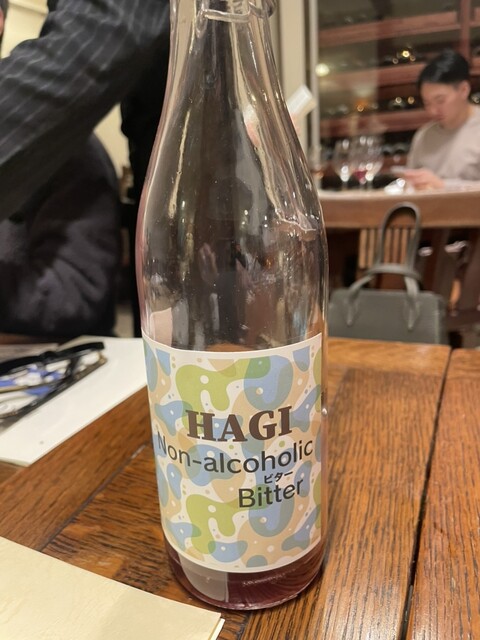 HAGI
Non-alcoholic
ビター
Bitter